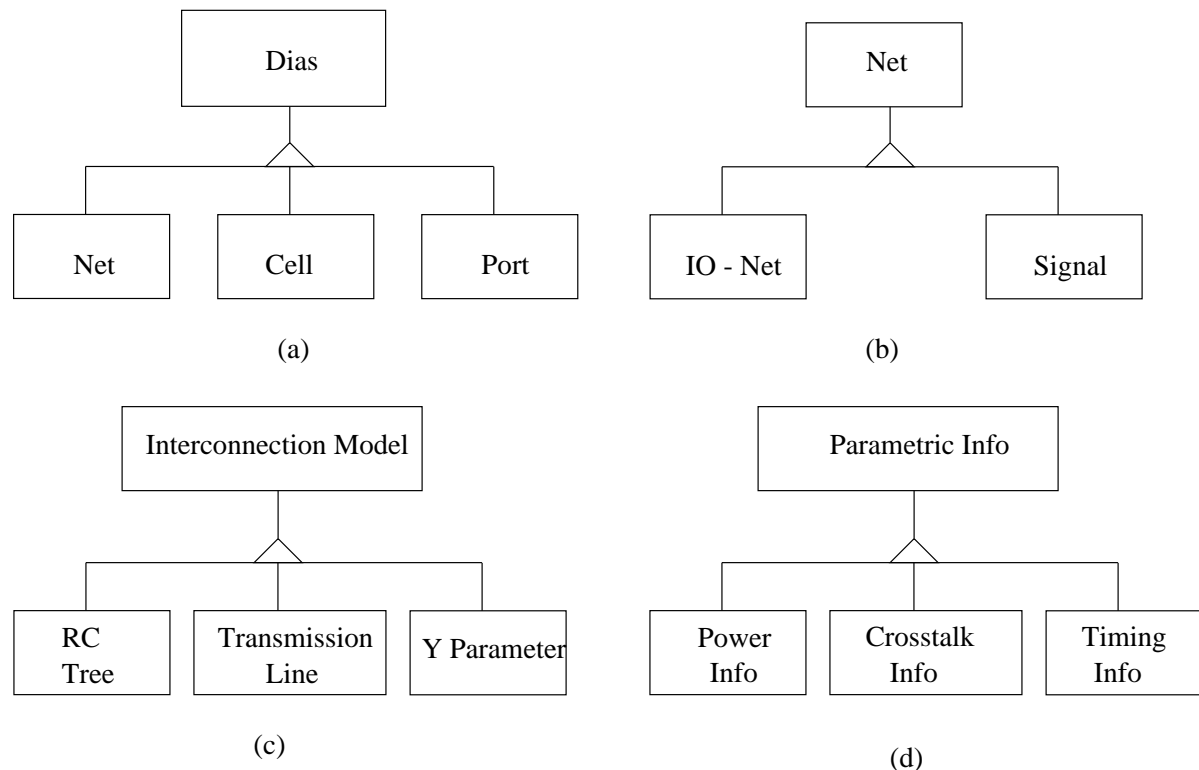 Dias
Net
Cell
Port
(a)
Net
IO - Net
Signal
(b)
Interconnection Model
RC
Tree
Transmission
Line
Y Parameter
(c)
Parametric Info
Power
Info
Crosstalk
Info
Timing
Info
(d)